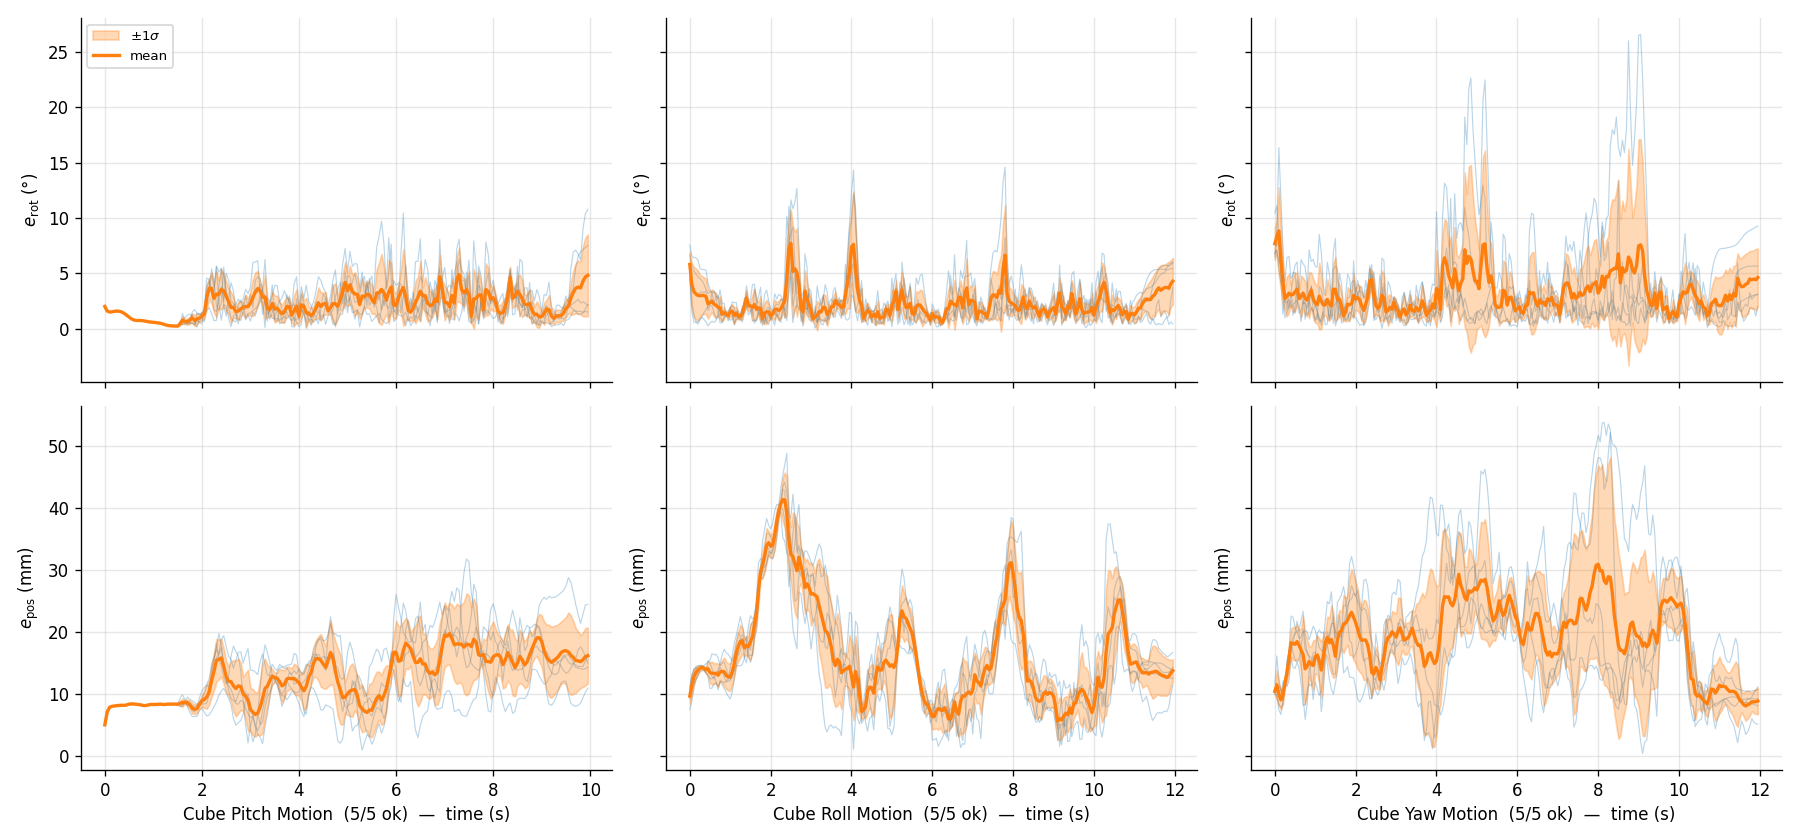 ±1σ
mean
25
20
15
10
5
0
e_rot (°)
e_rot (°)
e_rot (°)
50
40
30
20
10
0
e_pos (mm)
e_pos (mm)
e_pos (mm)
0 2 4 6 8 10
0 2 4 6 8 10 12
0 2 4 6 8 10 12
Cube Pitch Motion (5/5 ok) — time (s)
Cube Roll Motion (5/5 ok) — time (s)
Cube Yaw Motion (5/5 ok) — time (s)